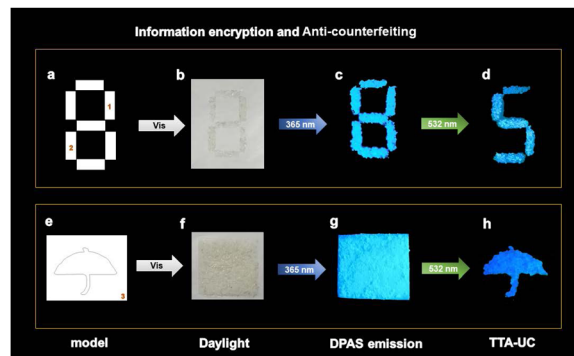 Information encryption and Anti-counterfeiting
a b c d
1
2
Vis 365 nm 532 nm
e f g h
3
Vis 365 nm 532 nm
model Daylight DPAS emission TTA-UC